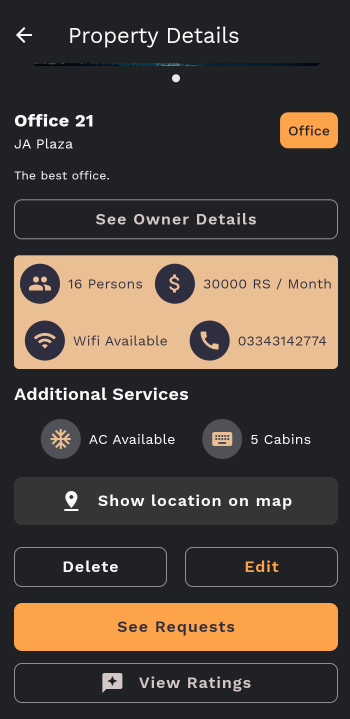 Property Details
Office 21
Office
JA Plaza
The best office.
See Owner Details
16 Persons
$ 30000 RS / Month
Wifi Available
03343142774
Additional Services
AC Available
5 Cabins
Show location on map
Delete
Edit
See Requests
View Ratings